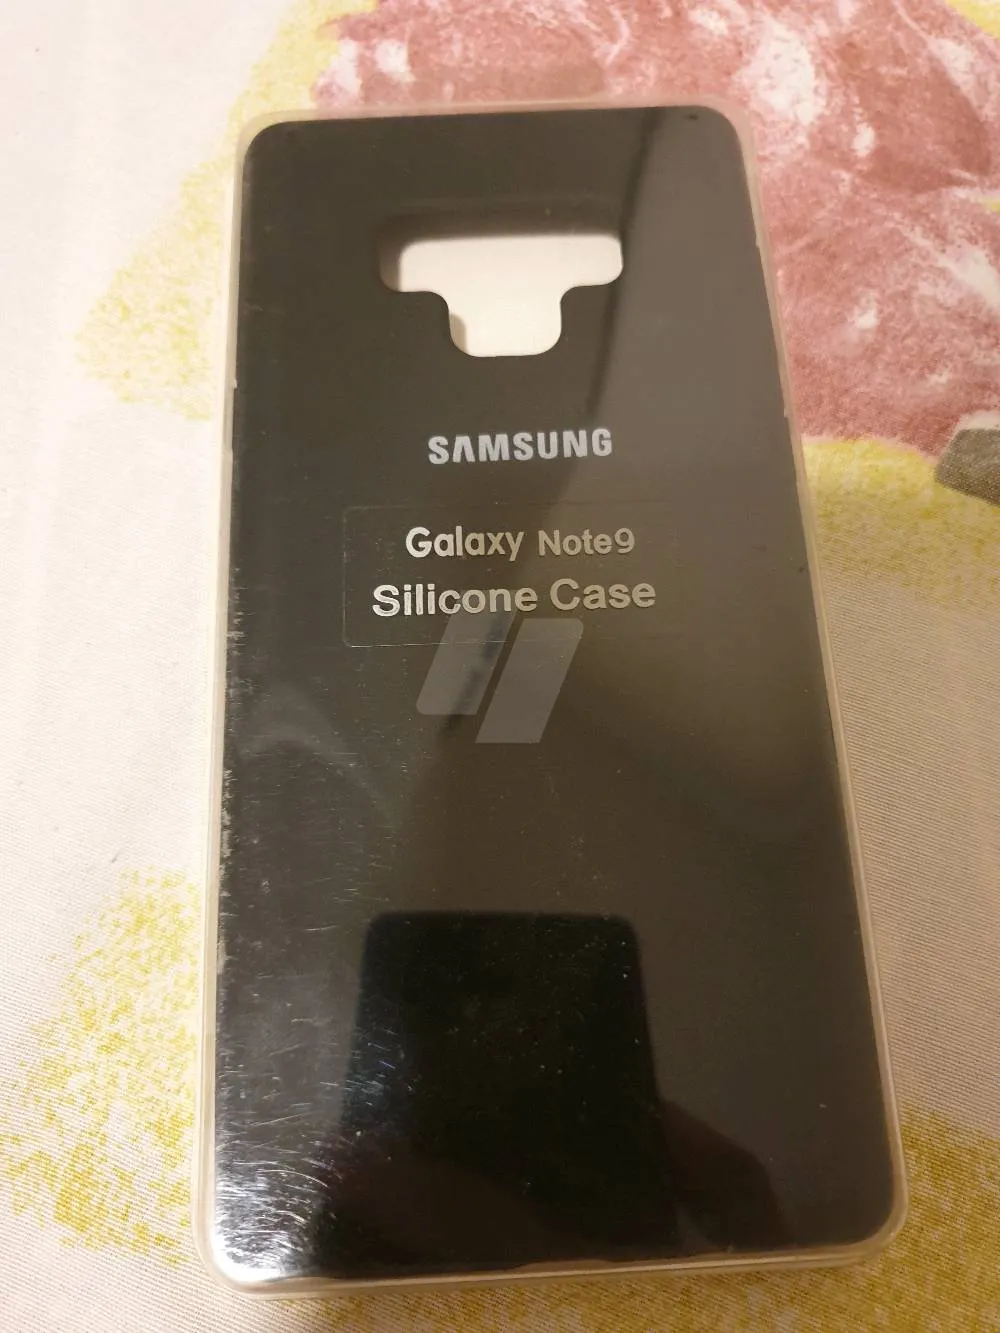 SAMSUNG
Galaxy Note9
Silicone Case